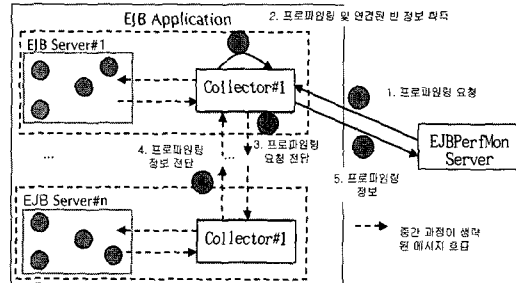 EJB Application
2. 프로파일링 및 연결된 빈 정보 획득
EJB Server#1
Collector#1
1. 프로파일링 요청
EJBPerfMon
Server
...
4. 프로파일링
정보 전달
...
3. 프로파일링
요청 전달
5. 프로파일링
정보
EJB Server#n
Collector#1
중간 과정이 생략
된 메시지 흐름